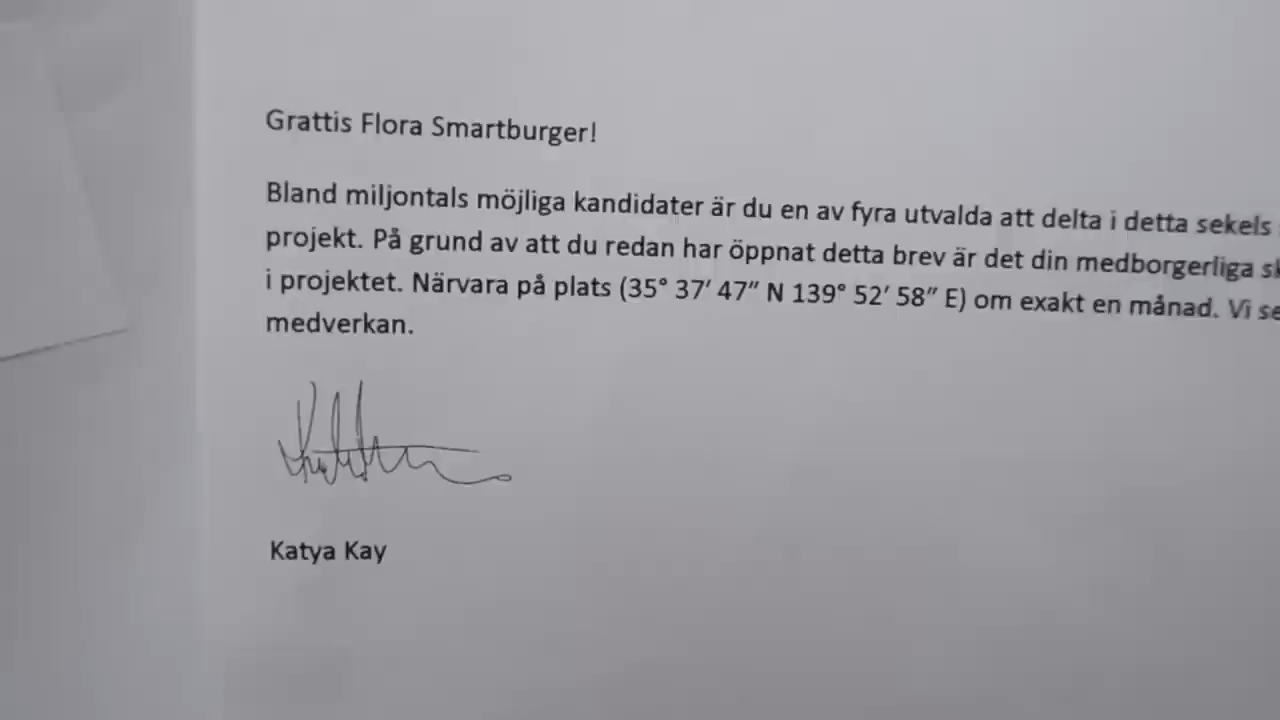 Grattis Flora Smartburger!
Bland miljontals möjliga kandidater är du en av fyra utvalda att delta i detta sekels
projekt. På grund av att du redan har öppnat detta brev är det din medborgerliga
i projektet. Närvara på plats (35° 37′ 47″ N 139° 52′ 58″ E) om exakt en månad. Vi
medverkan.
Katya Kay